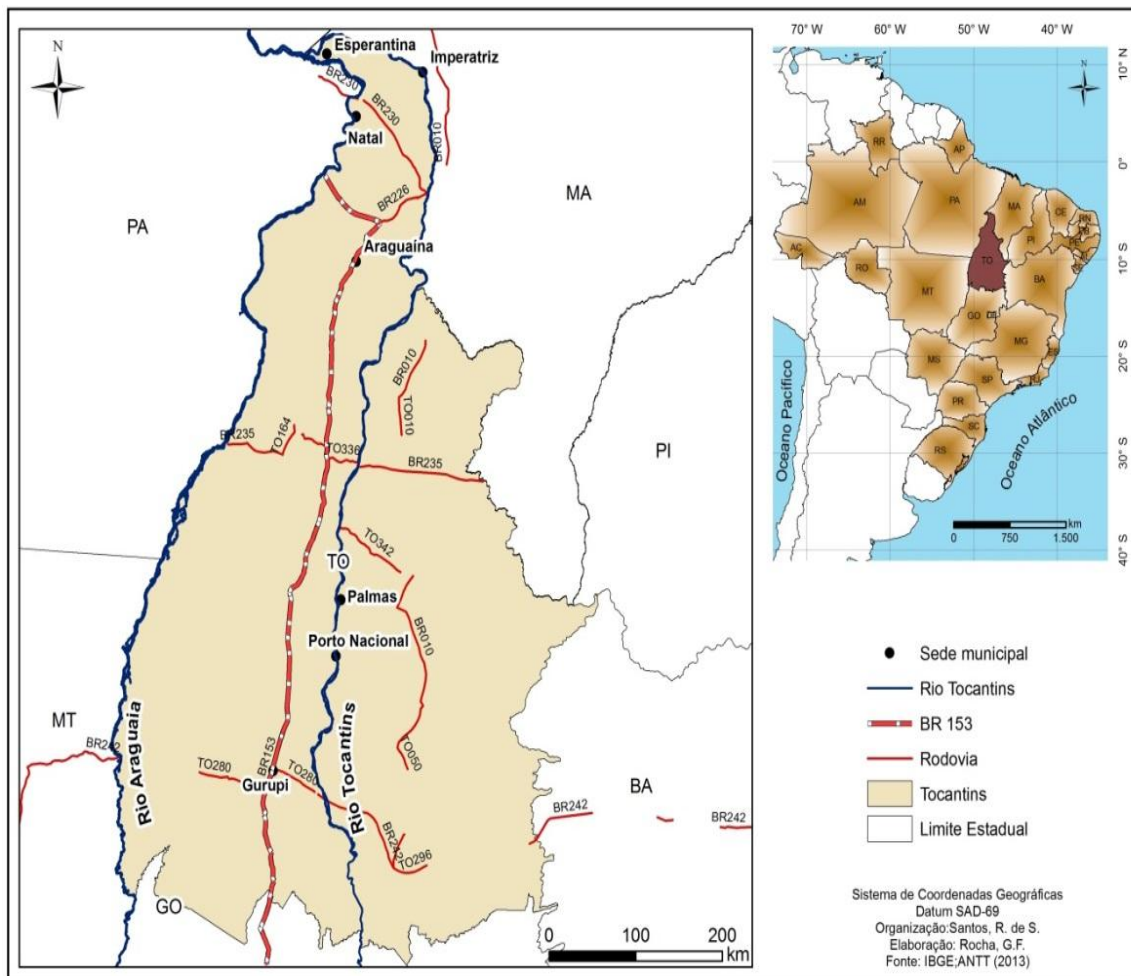 N
Esperantina
Imperatriz
BR230
BR230
BR010
Natal
BR226
MA
PA
Araguaína
BR010
TO010
BR235
TO164
TO336
BR235
PI
TO342
TO
Palmas
BR010
Porto Nacional
MT
BR242
Rio Araguaia
Rio Tocantins
TO050
BR153
TO280
TO280
Gurupi
BA
BR242
BR242
BR242
TO296
GO
0 100 200
km
70° W 60° W 50° W 40° W
10° N
0°
10° S
20° S
30° S
40° S
N
RR
AP
AM
PA
MA
CE
RN
PB
PI
PE
AC
TO
RO
BA
MT
GO
DF
MG
ES
MS
SP
RJ
PR
SC
RS
Oceano Pacífico
Oceano Atlântico
km
0 750 1.500
Sede municipal
Rio Tocantins
BR 153
Rodovia
Tocantins
Limite Estadual
Sistema de Coordenadas Geográficas
Datum SAD-69
Organização:Santos, R. de S.
Elaboração: Rocha, G.F.
Fonte: IBGE;ANTT (2013)